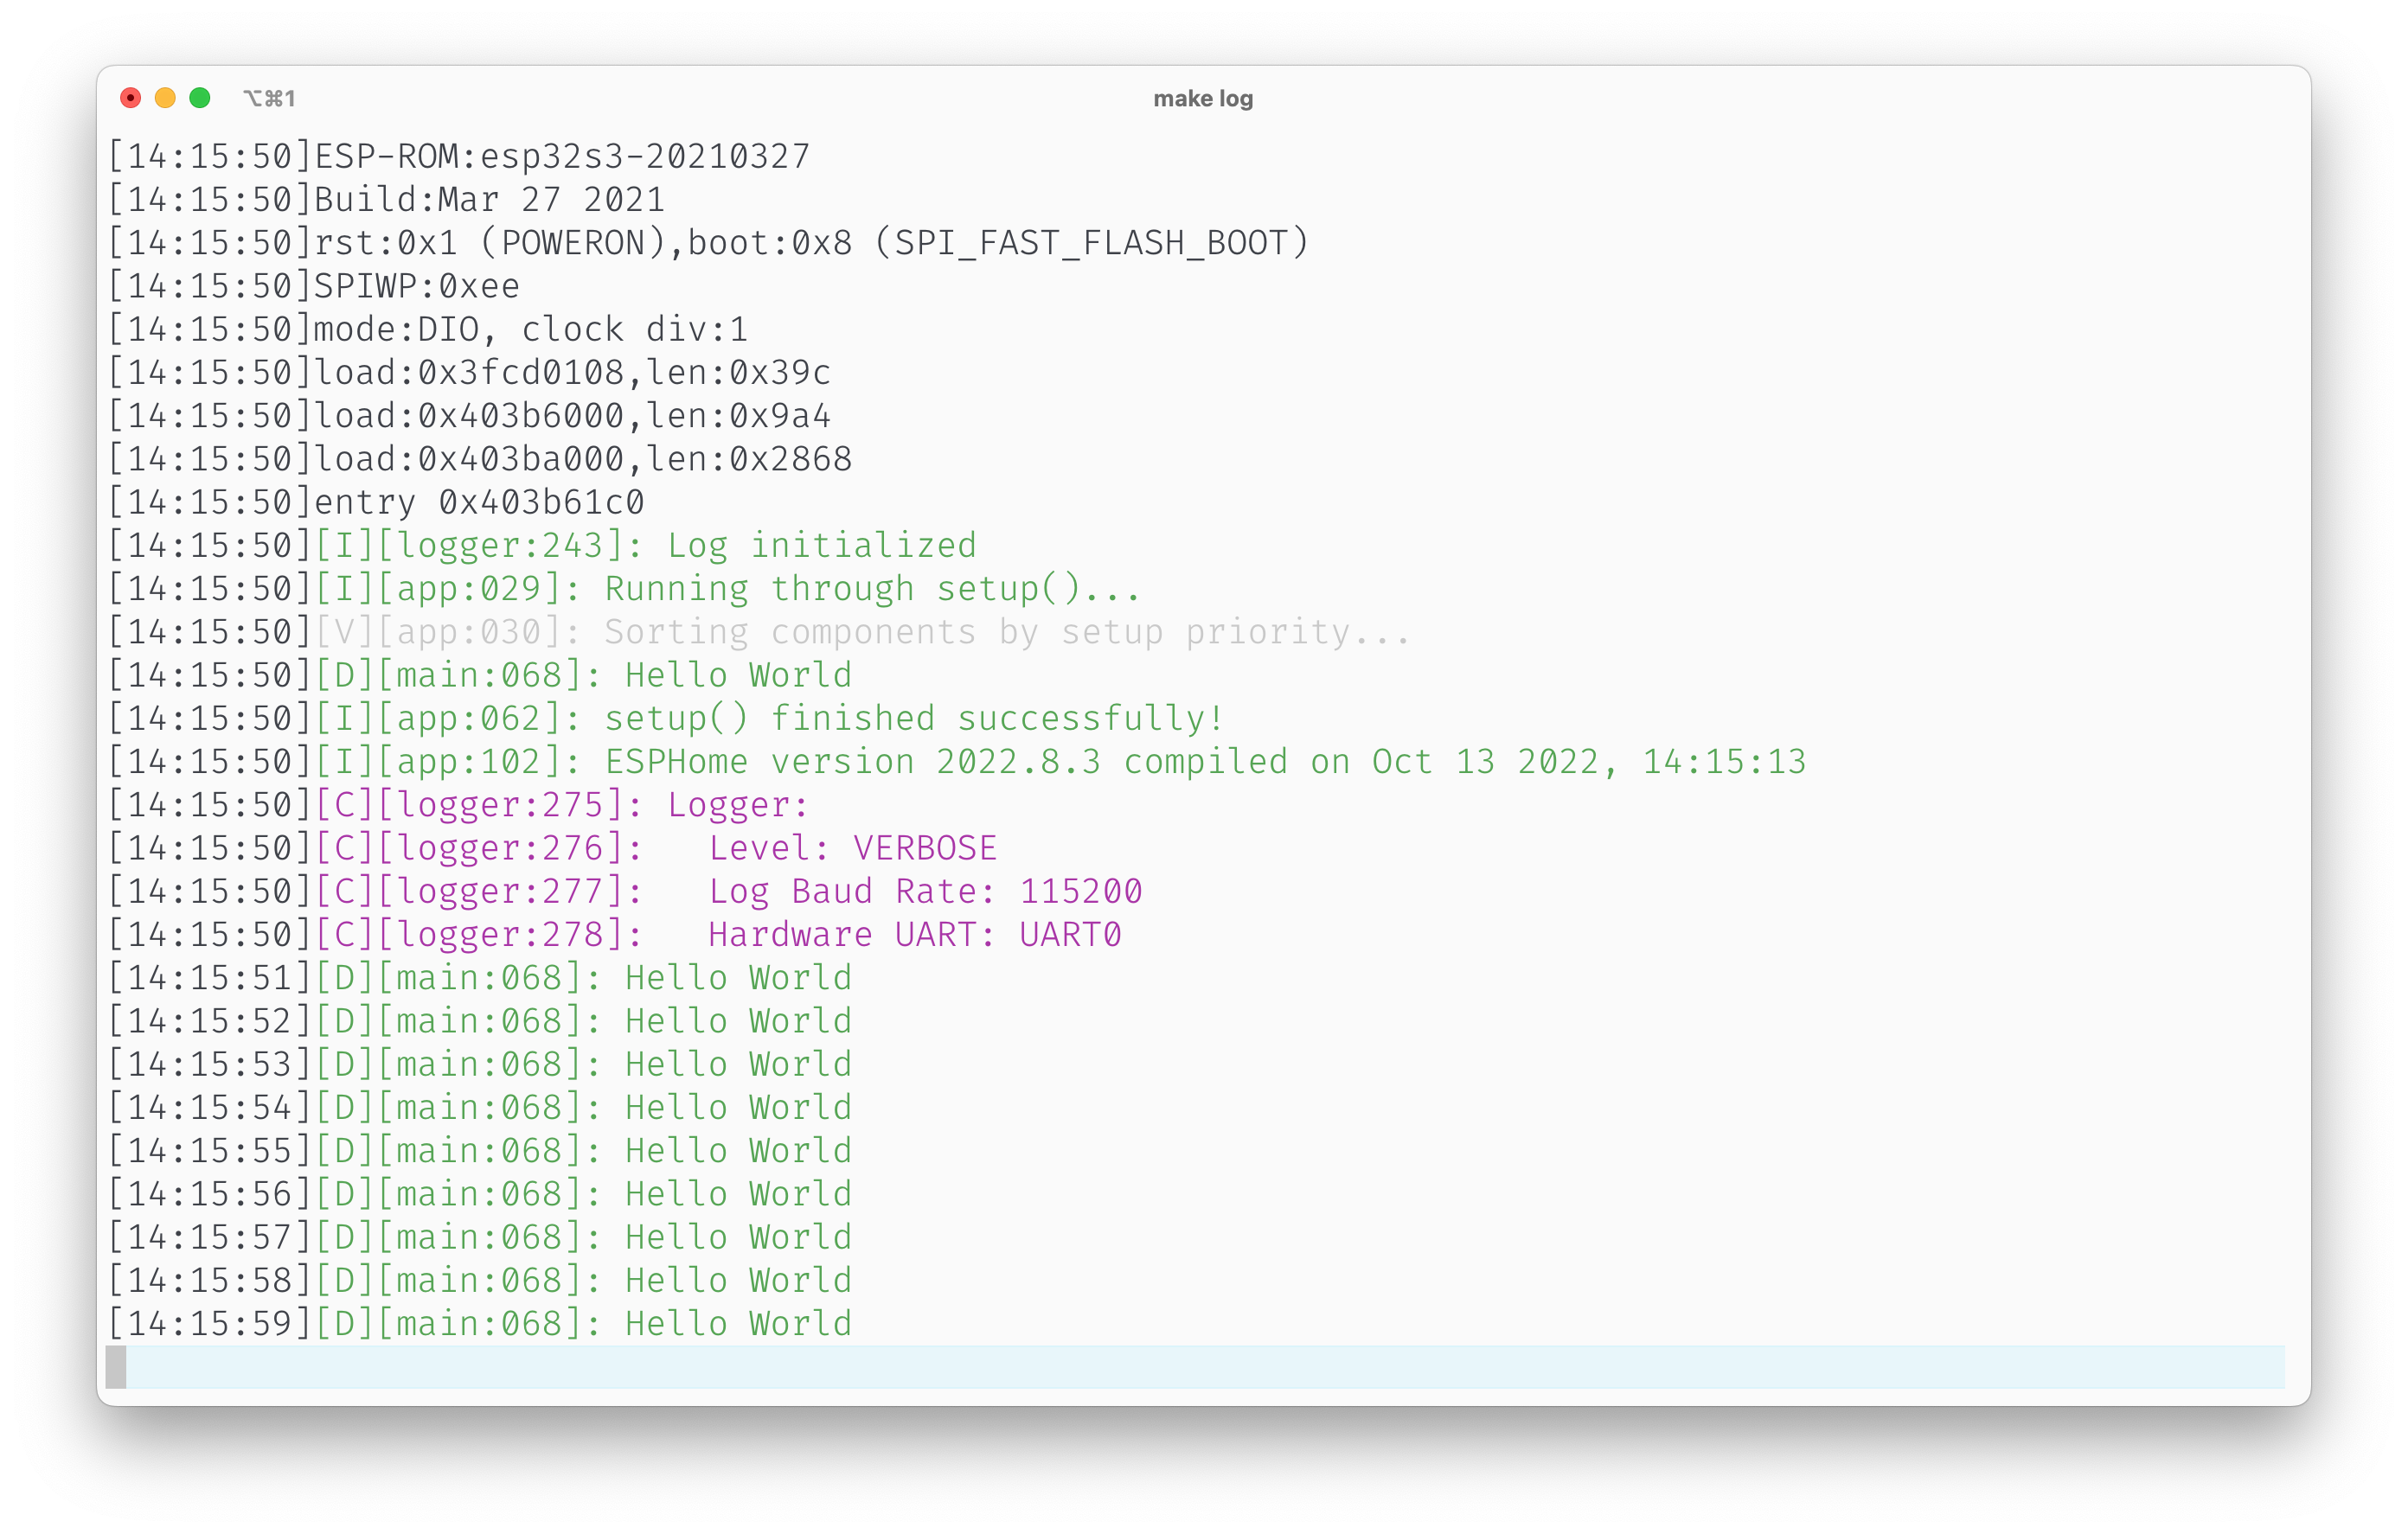 ⌥⌘1 make log
[14:15:50]ESP-ROM:esp32s3-20210327
[14:15:50]Build:Mar 27 2021
[14:15:50]rst:0x1 (POWERON),boot:0x8 (SPI_FAST_FLASH_BOOT)
[14:15:50]SPIWP:0xee
[14:15:50]mode:DIO, clock div:1
[14:15:50]load:0x3fcd0108,len:0x39c
[14:15:50]load:0x403b6000,len:0x9a4
[14:15:50]load:0x403ba000,len:0x2868
[14:15:50]entry 0x403b61c0
[14:15:50][I][logger:243]: Log initialized
[14:15:50][I][app:029]: Running through setup()...
[14:15:50][V][app:030]: Sorting components by setup priority...
[14:15:50][D][main:068]: Hello World
[14:15:50][I][app:062]: setup() finished successfully!
[14:15:50][I][app:102]: ESPHome version 2022.8.3 compiled on Oct 13 2022, 14:15:13
[14:15:50][C][logger:275]: Logger:
[14:15:50][C][logger:276]:   Level: VERBOSE
[14:15:50][C][logger:277]:   Log Baud Rate: 115200
[14:15:50][C][logger:278]:   Hardware UART: UART0
[14:15:51][D][main:068]: Hello World
[14:15:52][D][main:068]: Hello World
[14:15:53][D][main:068]: Hello World
[14:15:54][D][main:068]: Hello World
[14:15:55][D][main:068]: Hello World
[14:15:56][D][main:068]: Hello World
[14:15:57][D][main:068]: Hello World
[14:15:58][D][main:068]: Hello World
[14:15:59][D][main:068]: Hello World